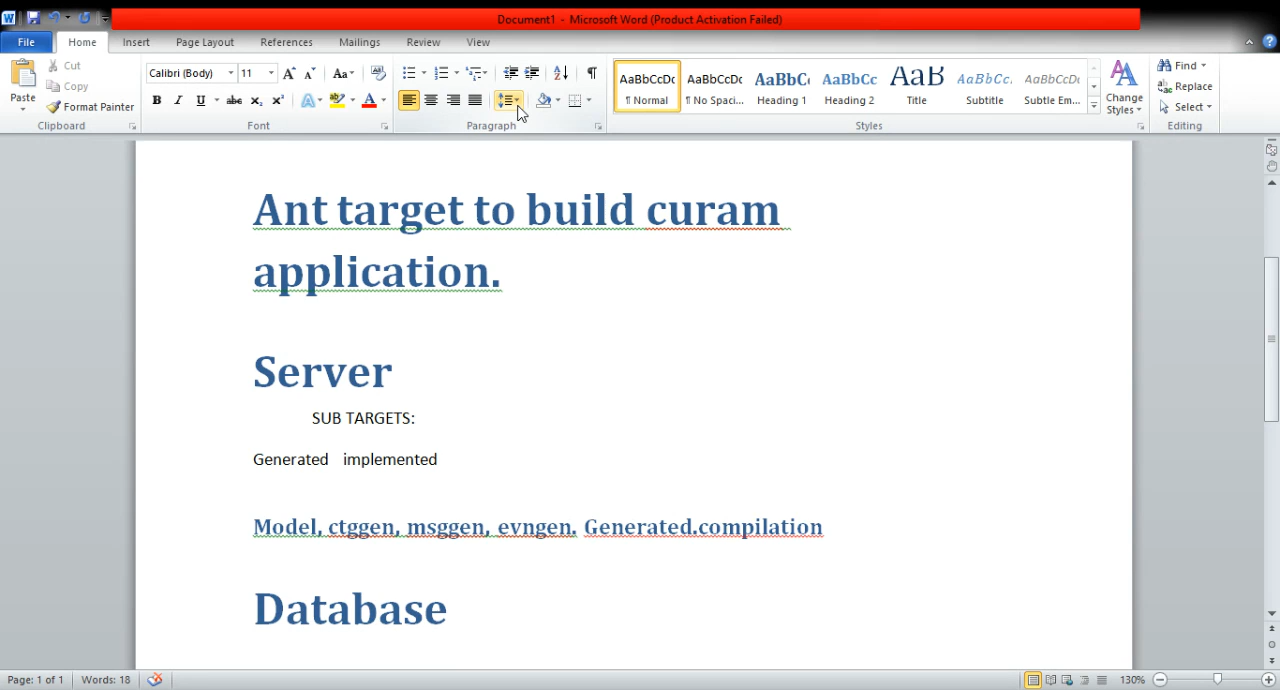 Document1 - Microsoft Word (Product Activation Failed)
File Home Insert Page Layout References Mailings Review View
Paste Cut Copy Format Painter Clipboard
Calibri (Body) 11 Font
Paragraph
AaBbCcDc ¶ Normal AaBbCcDc ¶ No Spaci... AaBbC Heading 1 AaBbCc Heading 2 AaB Title AaBbCc. Subtitle AaBbCcDc Subtle Em... Styles
Change Styles
Find Replace Select Editing
Ant target to build curam
application.
Server
SUB TARGETS:
Generated implemented
Model, ctggen, msggen, evngen. Generated.compilation
Database
Page: 1 of 1 Words: 18 130%